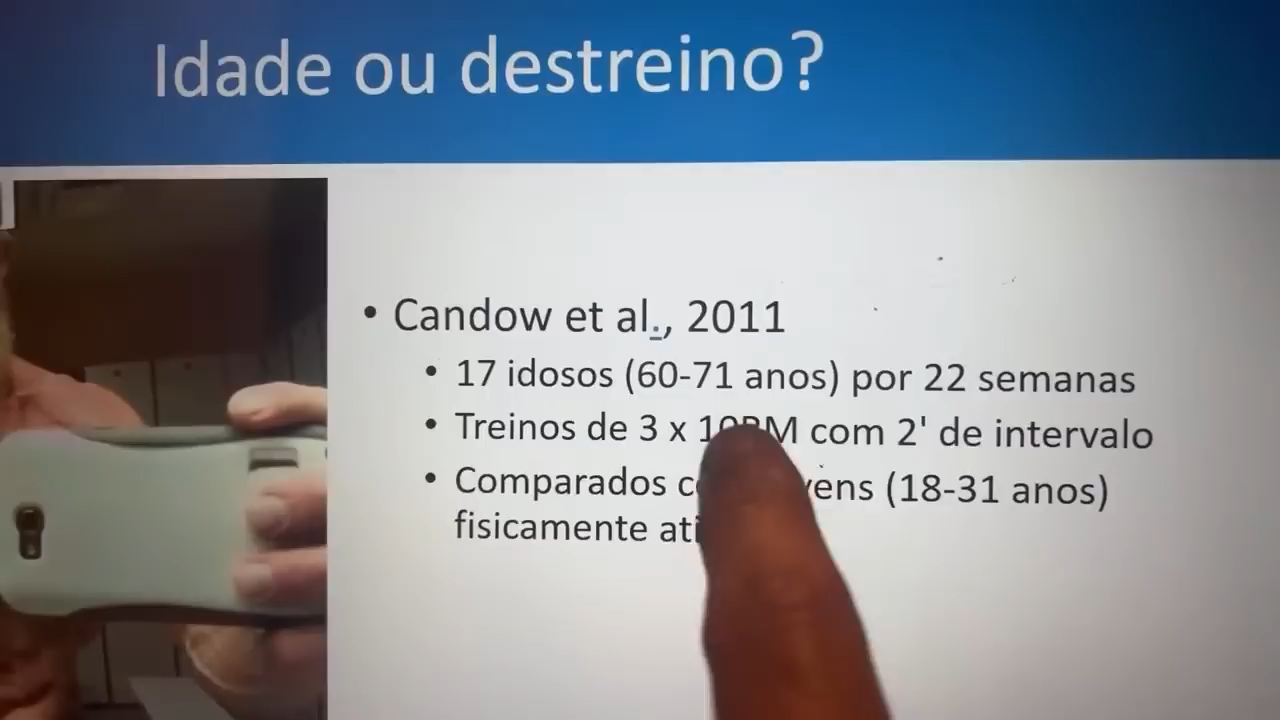 Idade ou destreino?
• Candow et al., 2011
• 17 idosos (60-71 anos) por 22 semanas
• Treinos de 3 x 10RM com 2' de intervalo
• Comparados (18-31 anos)
fisicamente